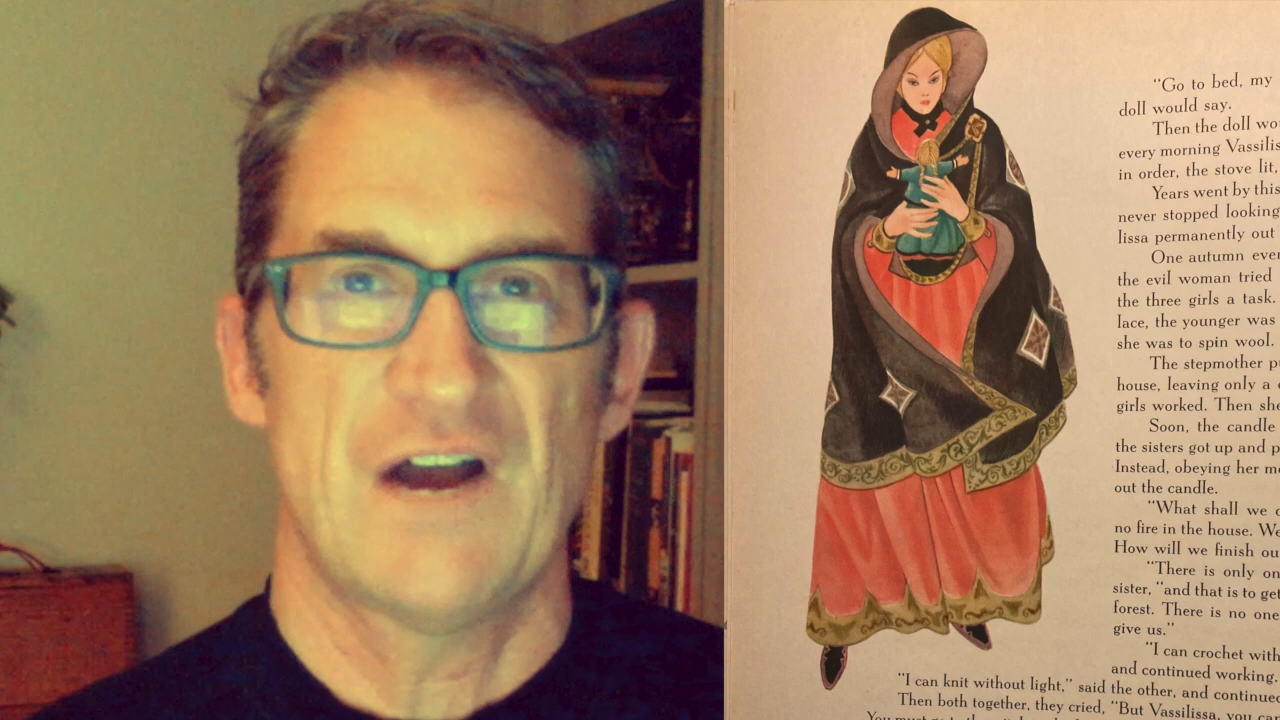 "Go to bed, my
doll would say.
Then the doll wo
every morning Vassilis
in order, the stove lit,
Years went by this
never stopped looking
lissa permanently out
One autumn even
the evil woman tried
the three girls a task.
lace, the younger was
she was to spin wool.
The stepmother p
house, leaving only a
girls worked. Then she
Soon, the candle
the sisters got up and p
Instead, obeying her m
out the candle.
"What shall we
no fire in the house. We
How will we finish ou
"There is only on
sister, "and that is to get
forest. There is no one
give us."
"I can crochet with
and continued working.
"I can knit without light," said the other, and continued
Then both together, they cried, "But Vassilissa, you can
You must go to